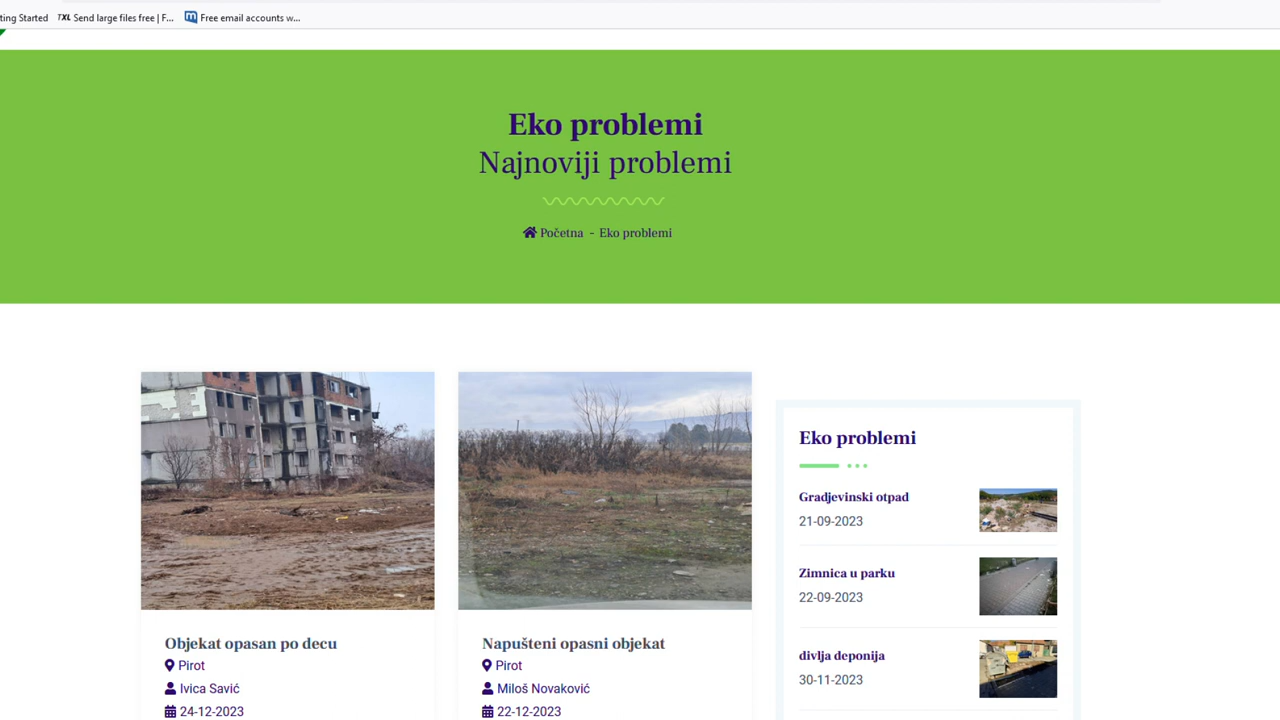 ting Started TXL Send large files free | F... Free email accounts w...
Eko problemi
Najnoviji problemi
Početna - Eko problemi
Objekat opasan po decu
Pirot
Ivica Savić
24-12-2023
Napušteni opasni objekat
Pirot
Miloš Novaković
22-12-2023
Eko problemi
Gradjevinski otpad
21-09-2023
Zimnica u parku
22-09-2023
divlja deponija
30-11-2023